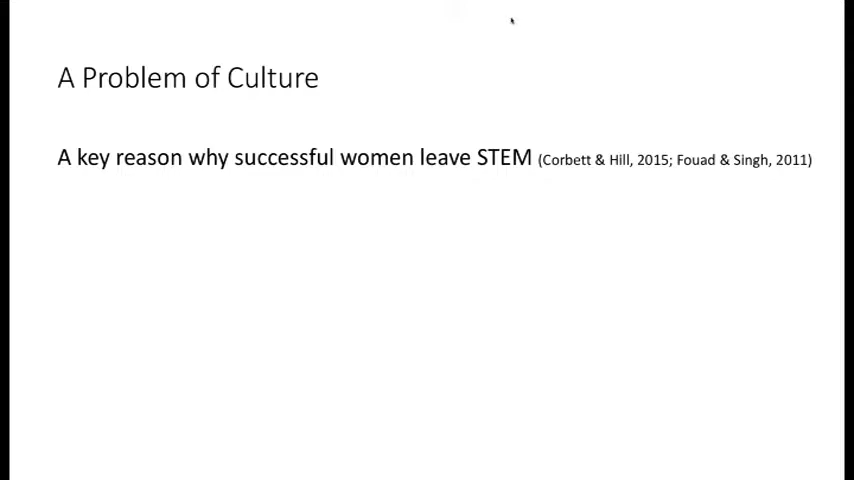 A Problem of Culture
A key reason why successful women leave STEM (Corbett & Hill, 2015; Fouad & Singh, 2011)